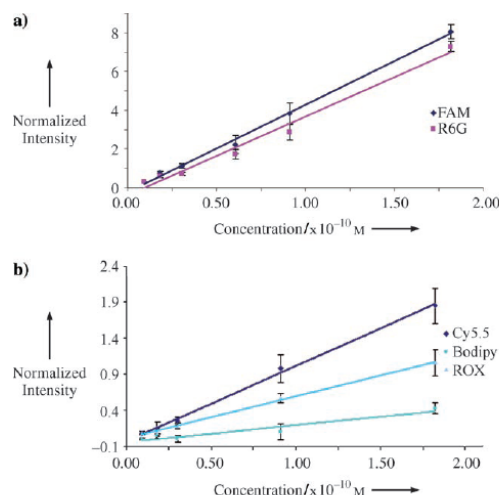 a)
8
6
4
2
0
0.00 0.50 1.00 1.50 2.00
Normalized
Intensity
FAM
R6G
Concentration/x10⁻¹⁰ M
b)
2.4
1.9
1.4
0.9
0.4
−0.1
0.00 0.50 1.00 1.50 2.00
Normalized
Intensity
Cy5.5
Bodipy
ROX
Concentration/x10⁻¹⁰ M